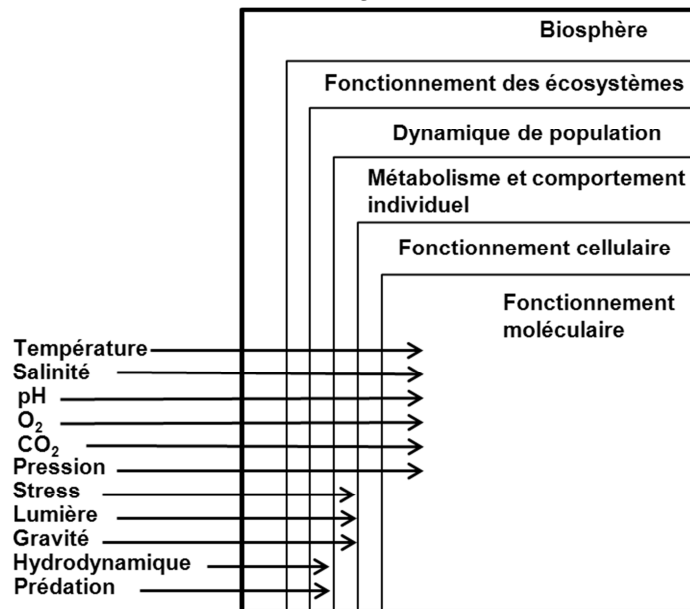 Biosphère
Fonctionnement des écosystèmes
Dynamique de population
Métabolisme et comportement
individuel
Fonctionnement cellulaire
Fonctionnement
moléculaire
Température
Salinité
pH
O₂
CO₂
Pression
Stress
Lumière
Gravité
Hydrodynamique
Prédation